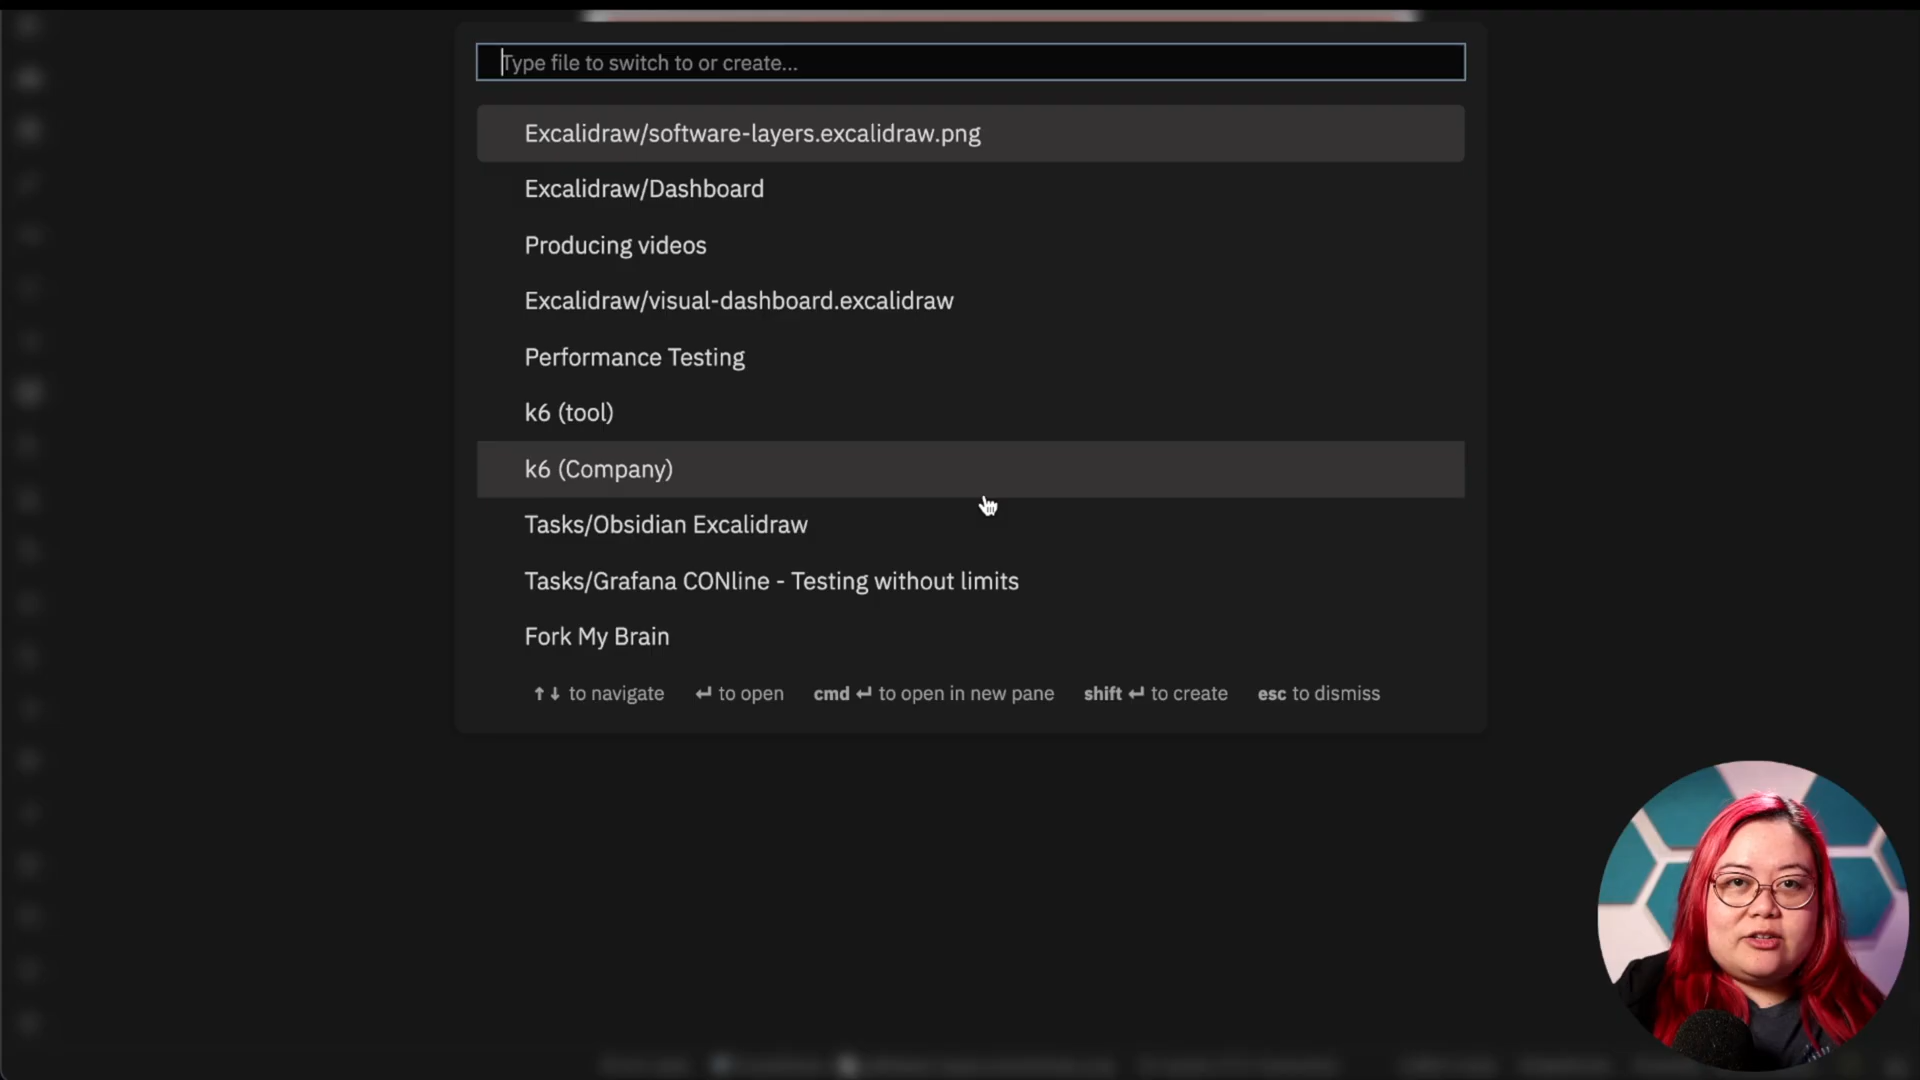 Type file to switch to or create...
Excalidraw/software-layers.excalidraw.png
Excalidraw/Dashboard
Producing videos
Excalidraw/visual-dashboard.excalidraw
Performance Testing
k6 (tool)
k6 (Company)
Tasks/Obsidian Excalidraw
Tasks/Grafana CONline - Testing without limits
Fork My Brain
↑↓ to navigate ↵ to open cmd ↵ to open in new pane shift ↵ to create esc to dismiss